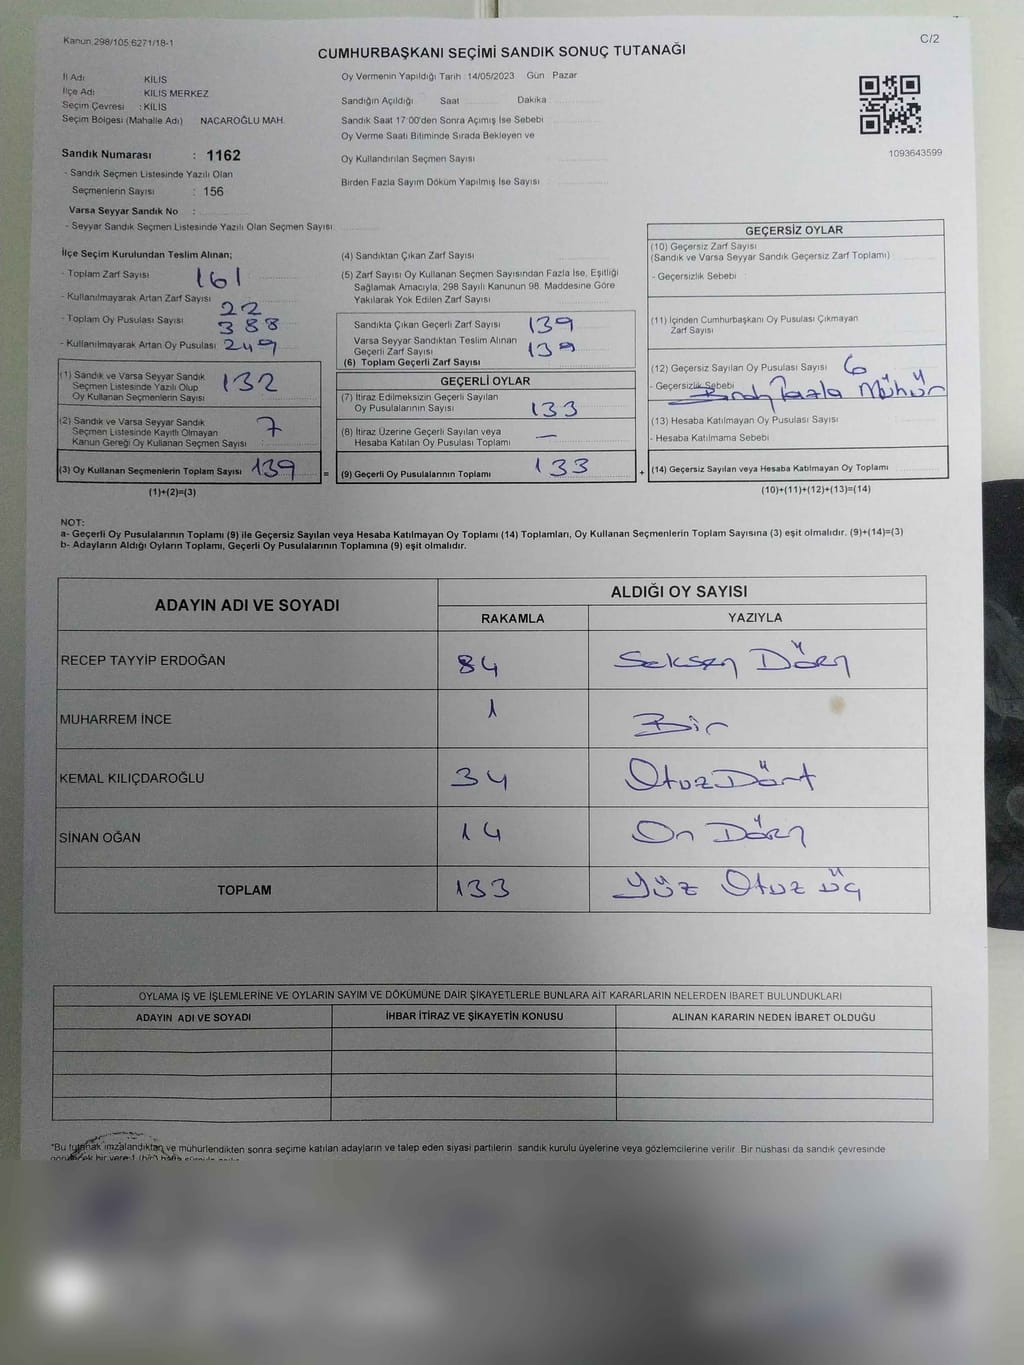 Kanun 298/105 6271/18-1
C/2
CUMHURBAŞKANI SEÇİMİ SANDIK SONUÇ TUTANAĞI
İl Adı KİLİS
İlçe Adı KİLİS MERKEZ
Seçim Çevresi : KİLİS
Seçim Bölgesi (Mahalle Adı) NACAROĞLU MAH.
Sandık Numarası : 1162
- Sandık Seçmen Listesinde Yazılı Olan
Seçmenlerin Sayısı : 156
Varsa Seyyar Sandık No :
- Seyyar Sandık Seçmen Listesinde Yazılı Olan Seçmen Sayısı
Oy Vermenin Yapıldığı Tarih 14/05/2023 Gün Pazar
Sandığın Açıldığı Saat Dakika
Sandık Saat 17:00'den Sonra Açımış İse Sebebi
Oy Verme Saati Bitiminde Sırada Bekleyen ve
Oy Kullandırılan Seçmen Sayısı
Birden Fazla Sayım Döküm Yapılmış İse Sayısı
1093643599
İlçe Seçim Kurulundan Teslim Alınan;
- Toplam Zarf Sayısı 161
- Kullanılmayarak Artan Zarf Sayısı 22
- Toplam Oy Pusulası Sayısı 388
- Kullanılmayarak Artan Oy Pusulası 249
(1) Sandık ve Varsa Seyyar Sandık
Seçmen Listesinde Yazılı Olup
Oy Kullanan Seçmenlerin Sayısı 132
(2) Sandık ve Varsa Seyyar Sandık
Seçmen Listesinde Kayıtlı Olmayan
Kanun Gereği Oy Kullanan Seçmen Sayısı 7
(3) Oy Kullanan Seçmenlerin Toplam Sayısı 139 =
(1)+(2)=(3)
(4) Sandıktan Çıkan Zarf Sayısı
(5) Zarf Sayısı Oy Kullanan Seçmen Sayısından Fazla İse, Eşitliği
Sağlamak Amacıyla, 298 Sayılı Kanunun 98. Maddesine Göre
Yakılarak Yok Edilen Zarf Sayısı
Sandıkta Çıkan Geçerli Zarf Sayısı 139
Varsa Seyyar Sandıktan Teslim Alınan
Geçerli Zarf Sayısı 139
(6) Toplam Geçerli Zarf Sayısı
GEÇERLİ OYLAR
(7) İtiraz Edilmeksizin Geçerli Sayılan
Oy Pusulalarının Sayısı 133
(8) İtiraz Üzerine Geçerli Sayılan veya
Hesaba Katılan Oy Pusulası Toplamı —
(9) Geçerli Oy Pusulalarının Toplamı 133 +
GEÇERSİZ OYLAR
(10) Geçersiz Zarf Sayısı
(Sandık ve Varsa Seyyar Sandık Geçersiz Zarf Toplamı)
- Geçersizlik Sebebi :
(11) İçinden Cumhurbaşkanı Oy Pusulası Çıkmayan
Zarf Sayısı
(12) Geçersiz Sayılan Oy Pusulası Sayısı 6
- Geçersizlik Sebebi Fazla Mühür
(13) Hesaba Katılmayan Oy Pusulası Sayısı
- Hesaba Katılmama Sebebi
(14) Geçersiz Sayılan veya Hesaba Katılmayan Oy Toplamı
(10)+(11)+(12)+(13)=(14)
NOT:
a- Geçerli Oy Pusulalarının Toplamı (9) ile Geçersiz Sayılan veya Hesaba Katılmayan Oy Toplamı (14) Toplamları, Oy Kullanan Seçmenlerin Toplam Sayısına (3) eşit olmalıdır. (9)+(14)=(3)
b- Adayların Aldığı Oyların Toplamı, Geçerli Oy Pusulalarının Toplamına (9) eşit olmalıdır.
ADAYIN ADI VE SOYADI
ALDIĞI OY SAYISI
RAKAMLA YAZIYLA
RECEP TAYYİP ERDOĞAN 84 Seksen Dört
MUHARREM İNCE 1 Bir
KEMAL KILIÇDAROĞLU 34 Otuz Dört
SİNAN OĞAN 14 On Dört
TOPLAM 133 Yüz Otuz üç
OYLAMA İŞ VE İŞLEMLERİNE VE OYLARIN SAYIM VE DÖKÜMÜNE DAİR ŞİKAYETLERLE BUNLARA AİT KARARLARIN NELERDEN İBARET BULUNDUKLARI
ADAYIN ADI VE SOYADI İHBAR İTİRAZ VE ŞİKAYETİN KONUSU ALINAN KARARIN NEDEN İBARET OLDUĞU
*Bu tutanak imzalandıktan ve mühürlendikten sonra seçime katılan adayların ve talep eden siyasi partilerin sandık kurulu üyelerine veya gözlemcilerine verilir. Bir nüshası da sandık çevresinde